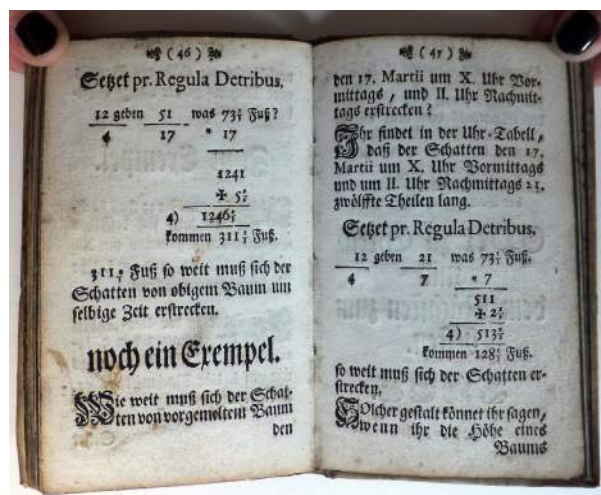 ( 46 )
Setzet pr. Regula Detribus,
12 geben 51 was 73⅓ Fuß?
4 17 * 17
1241
✠ 5⅔
4) 1246⅔
kommen 311⅔ Fuß.
311⅔ Fuß so weit muß sich der
Schatten von obigem Baum um
selbige Zeit erstrecken.
noch ein Exempel.
Wie weit muß sich der Schat-
ten von vorgemeltem Baum
den
( 47 )
den 17. Martii um X. Uhr Vor-
mittags, und II. Uhr Nachmit-
tags erstrecken?
Ihr findet in der Uhr-Tabell,
daß der Schatten den 17.
Martii um X. Uhr Vormittags
und um II. Uhr Nachmittags 21.
zwölffte Theilen lang.
Setzet pr. Regula Detribus.
12 geben 21 was 73⅓ Fuß.
4 7 * 7
511
✠ 2⅓
4) 513⅓
kommen 128⅓ Fuß.
so weit muß sich der Schatten er-
strecken,
SOlcher gestalt könnet ihr sagen,
wenn ihr die Höhe eines
Baums